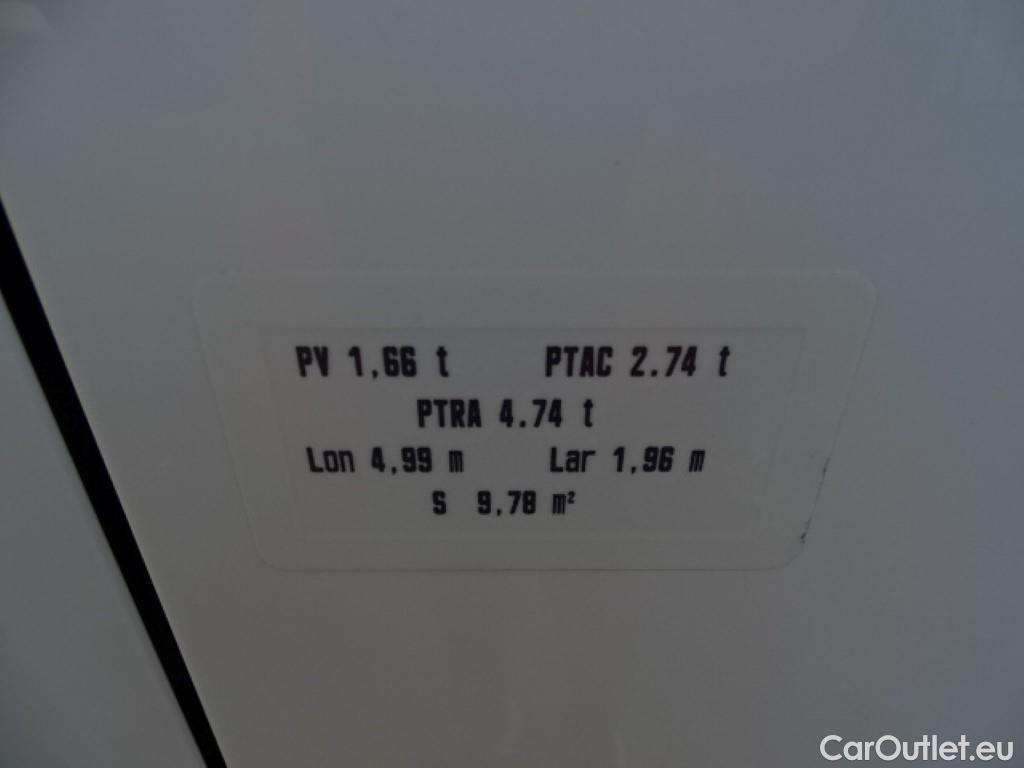 PV 1,66 t PTAC 2.74 t
PTRA 4.74 t
Lon 4,99 m Lar 1,96 m
S 9,78 m²
CarOutlet.eu